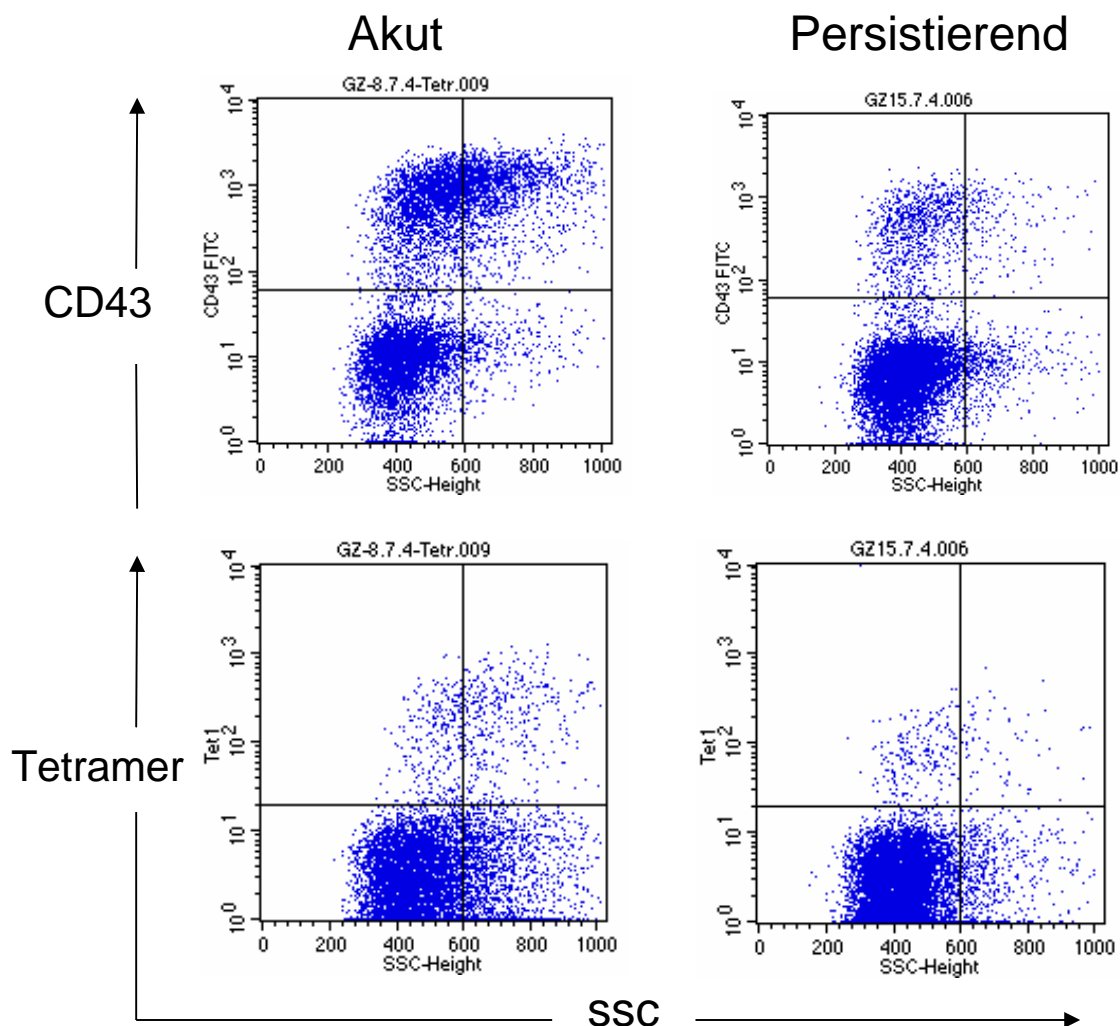 Akut
Persistierend
GZ-8.7.4-Tetr.009
CD43 FITC
10^4
10^3
10^2
10^1
10^0
0 200 400 600 800 1000
SSC-Height
GZ15.7.4.006
CD43 FITC
10^4
10^3
10^2
10^1
10^0
0 200 400 600 800 1000
SSC-Height
CD43
GZ-8.7.4-Tetr.009
Tet1
10^4
10^3
10^2
10^1
10^0
0 200 400 600 800 1000
SSC-Height
GZ15.7.4.006
Tet1
10^4
10^3
10^2
10^1
10^0
0 200 400 600 800 1000
SSC-Height
Tetramer
SSC